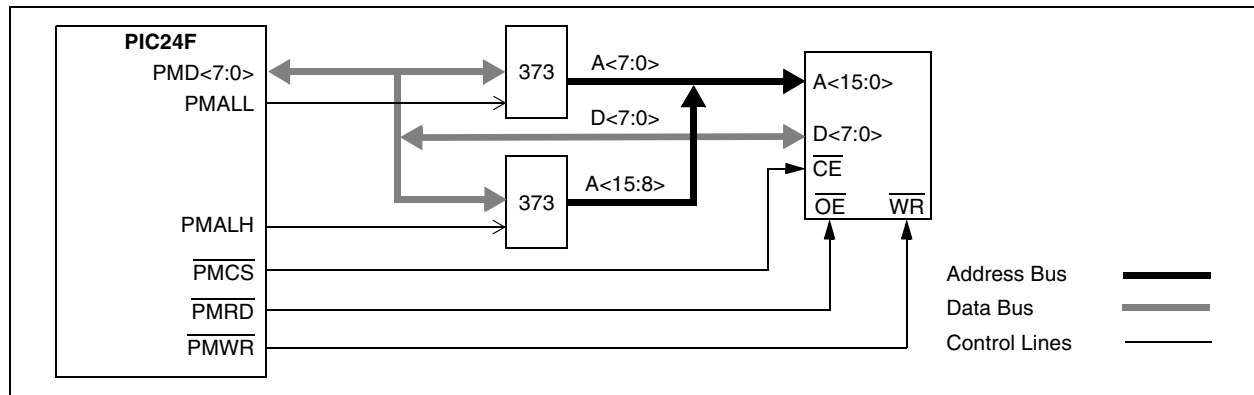 PIC24F
PMD<7:0>
PMALL
PMALH
PMCS
PMRD
PMWR
373
A<7:0>
D<7:0>
373
A<15:8>
A<15:0>
D<7:0>
CE
OE WR
Address Bus
Data Bus
Control Lines